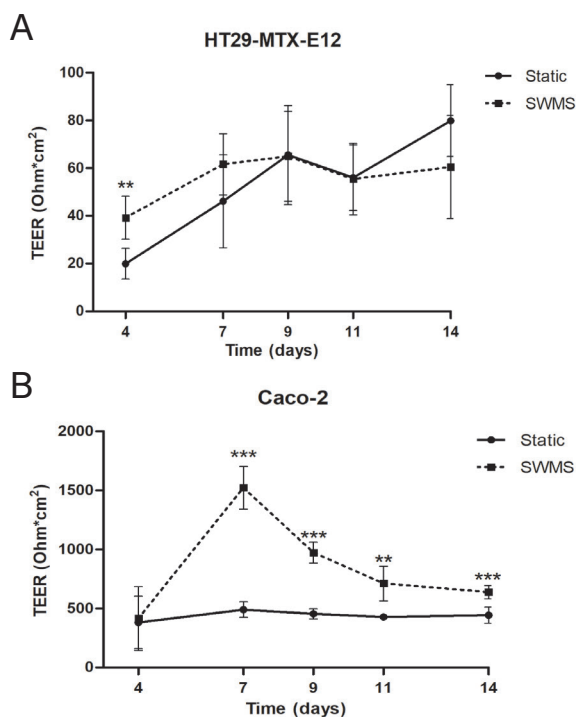 A
HT29-MTX-E12
Static
SWMS
TEER (Ohm*cm²)
100
80
60
40
20
0
**
4 7 9 11 14
Time (days)
B
Caco-2
Static
SWMS
TEER (Ohm*cm²)
2000
1500
1000
500
0
***
***
**
***
4 7 9 11 14
Time (days)